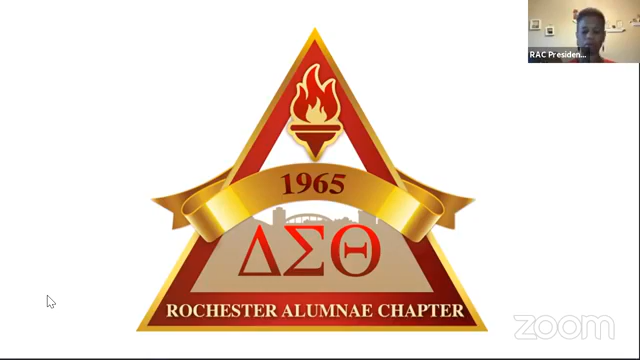 RAC Presiden...
1965
ΔΣΘ
ROCHESTER ALUMNAE CHAPTER
zoom